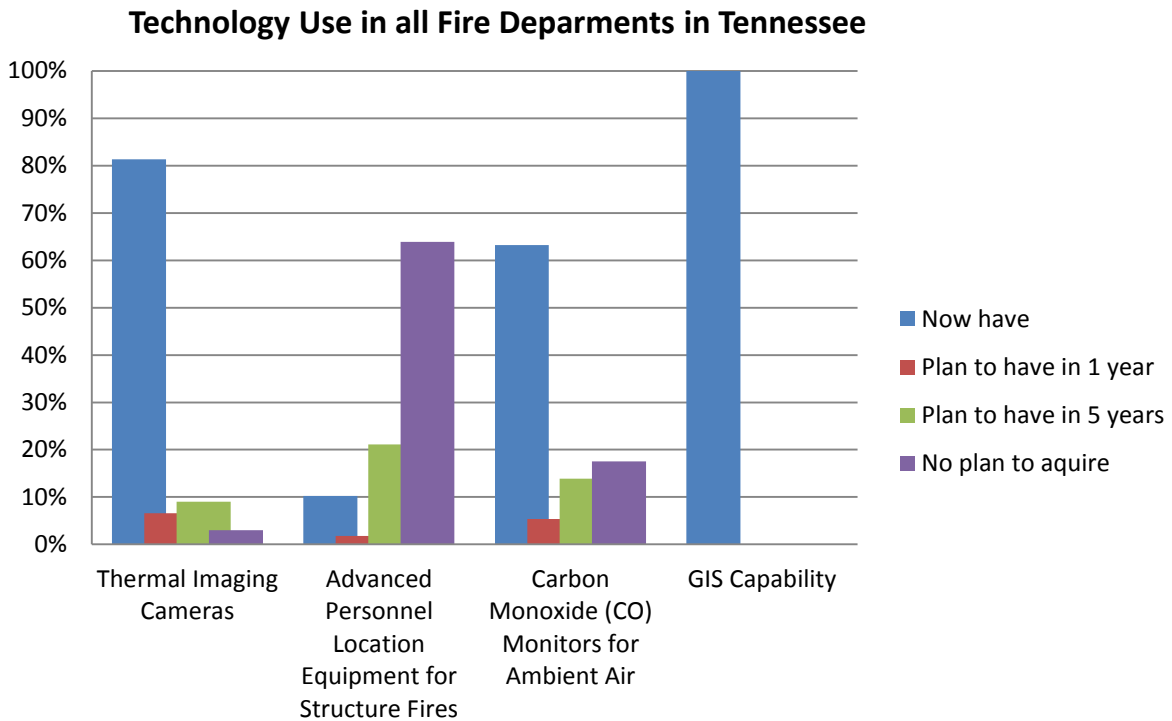 Technology Use in all Fire Deparments in Tennessee
100%
90%
80%
70%
60%
50%
40%
30%
20%
10%
0%
Thermal Imaging
Cameras
Advanced
Personnel
Location
Equipment for
Structure Fires
Carbon
Monoxide (CO)
Monitors for
Ambient Air
GIS Capability
Now have
Plan to have in 1 year
Plan to have in 5 years
No plan to aquire